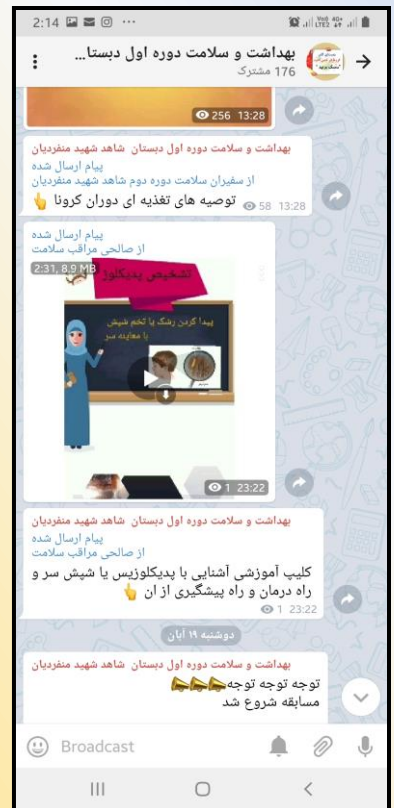 2:14
بهداشت و سلامت دوره اول دبستا...
176 مشترک
256 13:28
بهداشت و سلامت دوره اول دبستان شاهد شهید منفردیان
پیام ارسال شده
از سفیران سلامت دوره دوم شاهد شهید منفردیان
توصیه های تغذیه ای دوران کرونا 👆
58 13:28
پیام ارسال شده
از صالحی مراقب سلامت
2:31, 8.9 MB
تشخیص پدیکلوز
پیدا کردن رشک یا تخم شپش
با معاینه سر
1 23:22
بهداشت و سلامت دوره اول دبستان شاهد شهید منفردیان
پیام ارسال شده
از صالحی مراقب سلامت
کلیپ آموزشی آشنایی با پدیکلوزیس یا شپش سر و
راه درمان و راه پیشگیری از ان 👆
1 23:22
دوشنبه ۱۹ آبان
بهداشت و سلامت دوره اول دبستان شاهد شهید منفردیان
توجه توجه توجه📣📣📣
مسابقه شروع شد
Broadcast